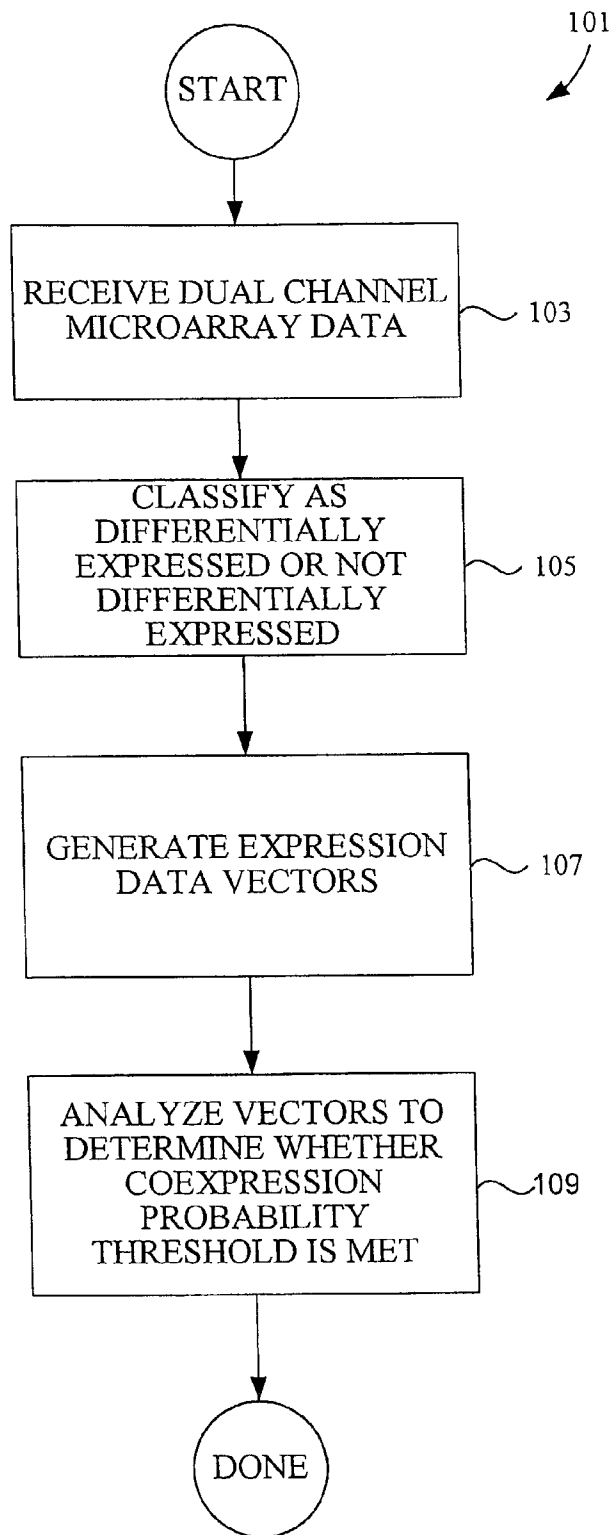 101
START
RECEIVE DUAL CHANNEL
MICROARRAY DATA
103
CLASSIFY AS
DIFFERENTIALLY
EXPRESSED OR NOT
DIFFERENTIALLY
EXPRESSED
105
GENERATE EXPRESSION
DATA VECTORS
107
ANALYZE VECTORS TO
DETERMINE WHETHER
COEXPRESSION
PROBABILITY
THRESHOLD IS MET
109
DONE